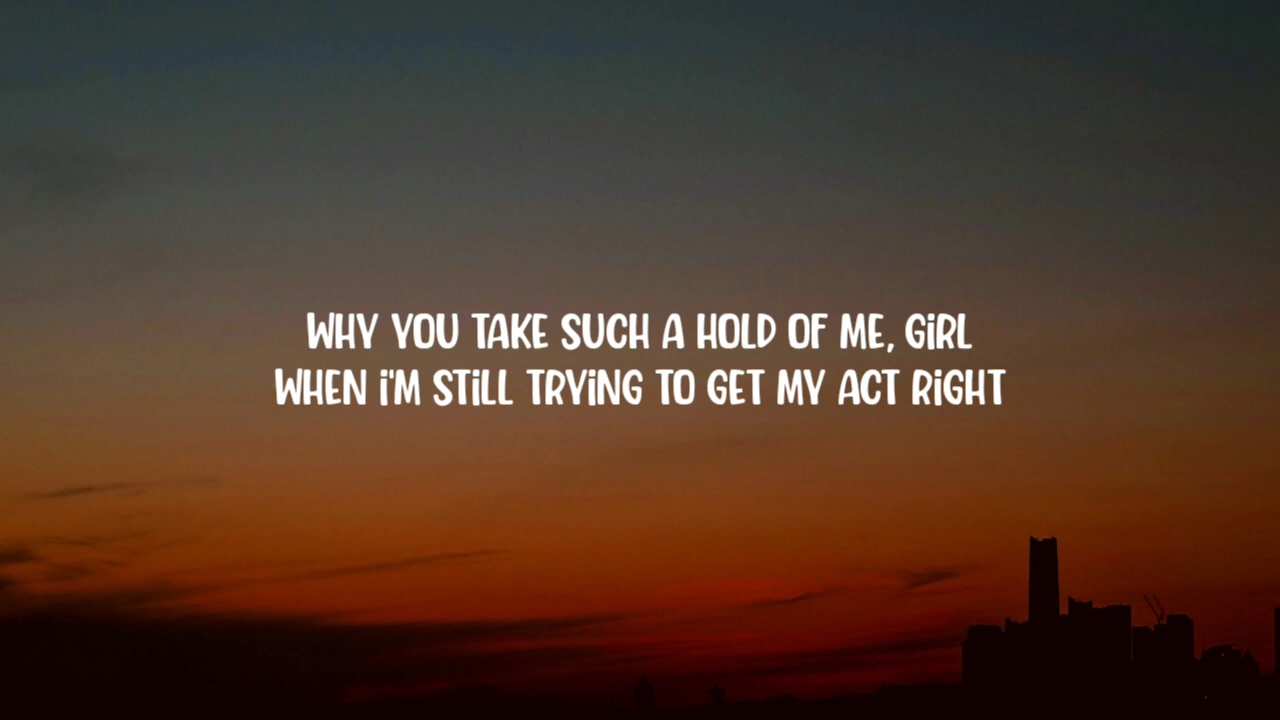 WHY YOU TAKE SUCH A HOLD OF ME, GiRL
WHEN i'M STiLL TRYiNG TO GET MY ACT RiGHT